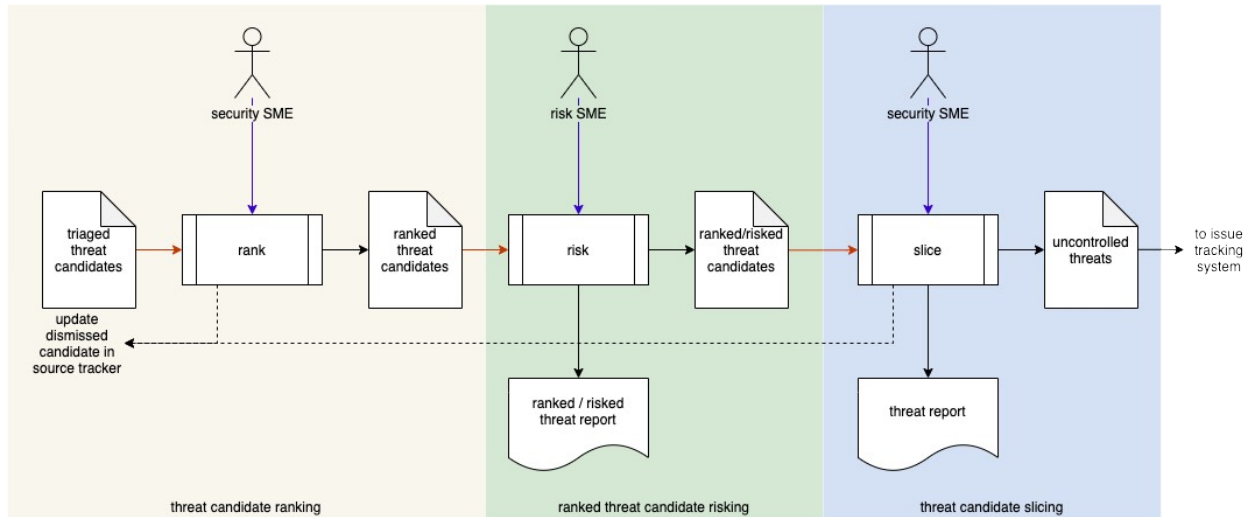 security SME
risk SME
security SME
triaged
threat
candidates
rank
ranked
threat
candidates
risk
ranked/risked
threat
candidates
slice
uncontrolled
threats
to issue
tracking
system
update
dismissed
candidate in
source tracker
ranked / risked
threat report
threat report
threat candidate ranking
ranked threat candidate risking
threat candidate slicing